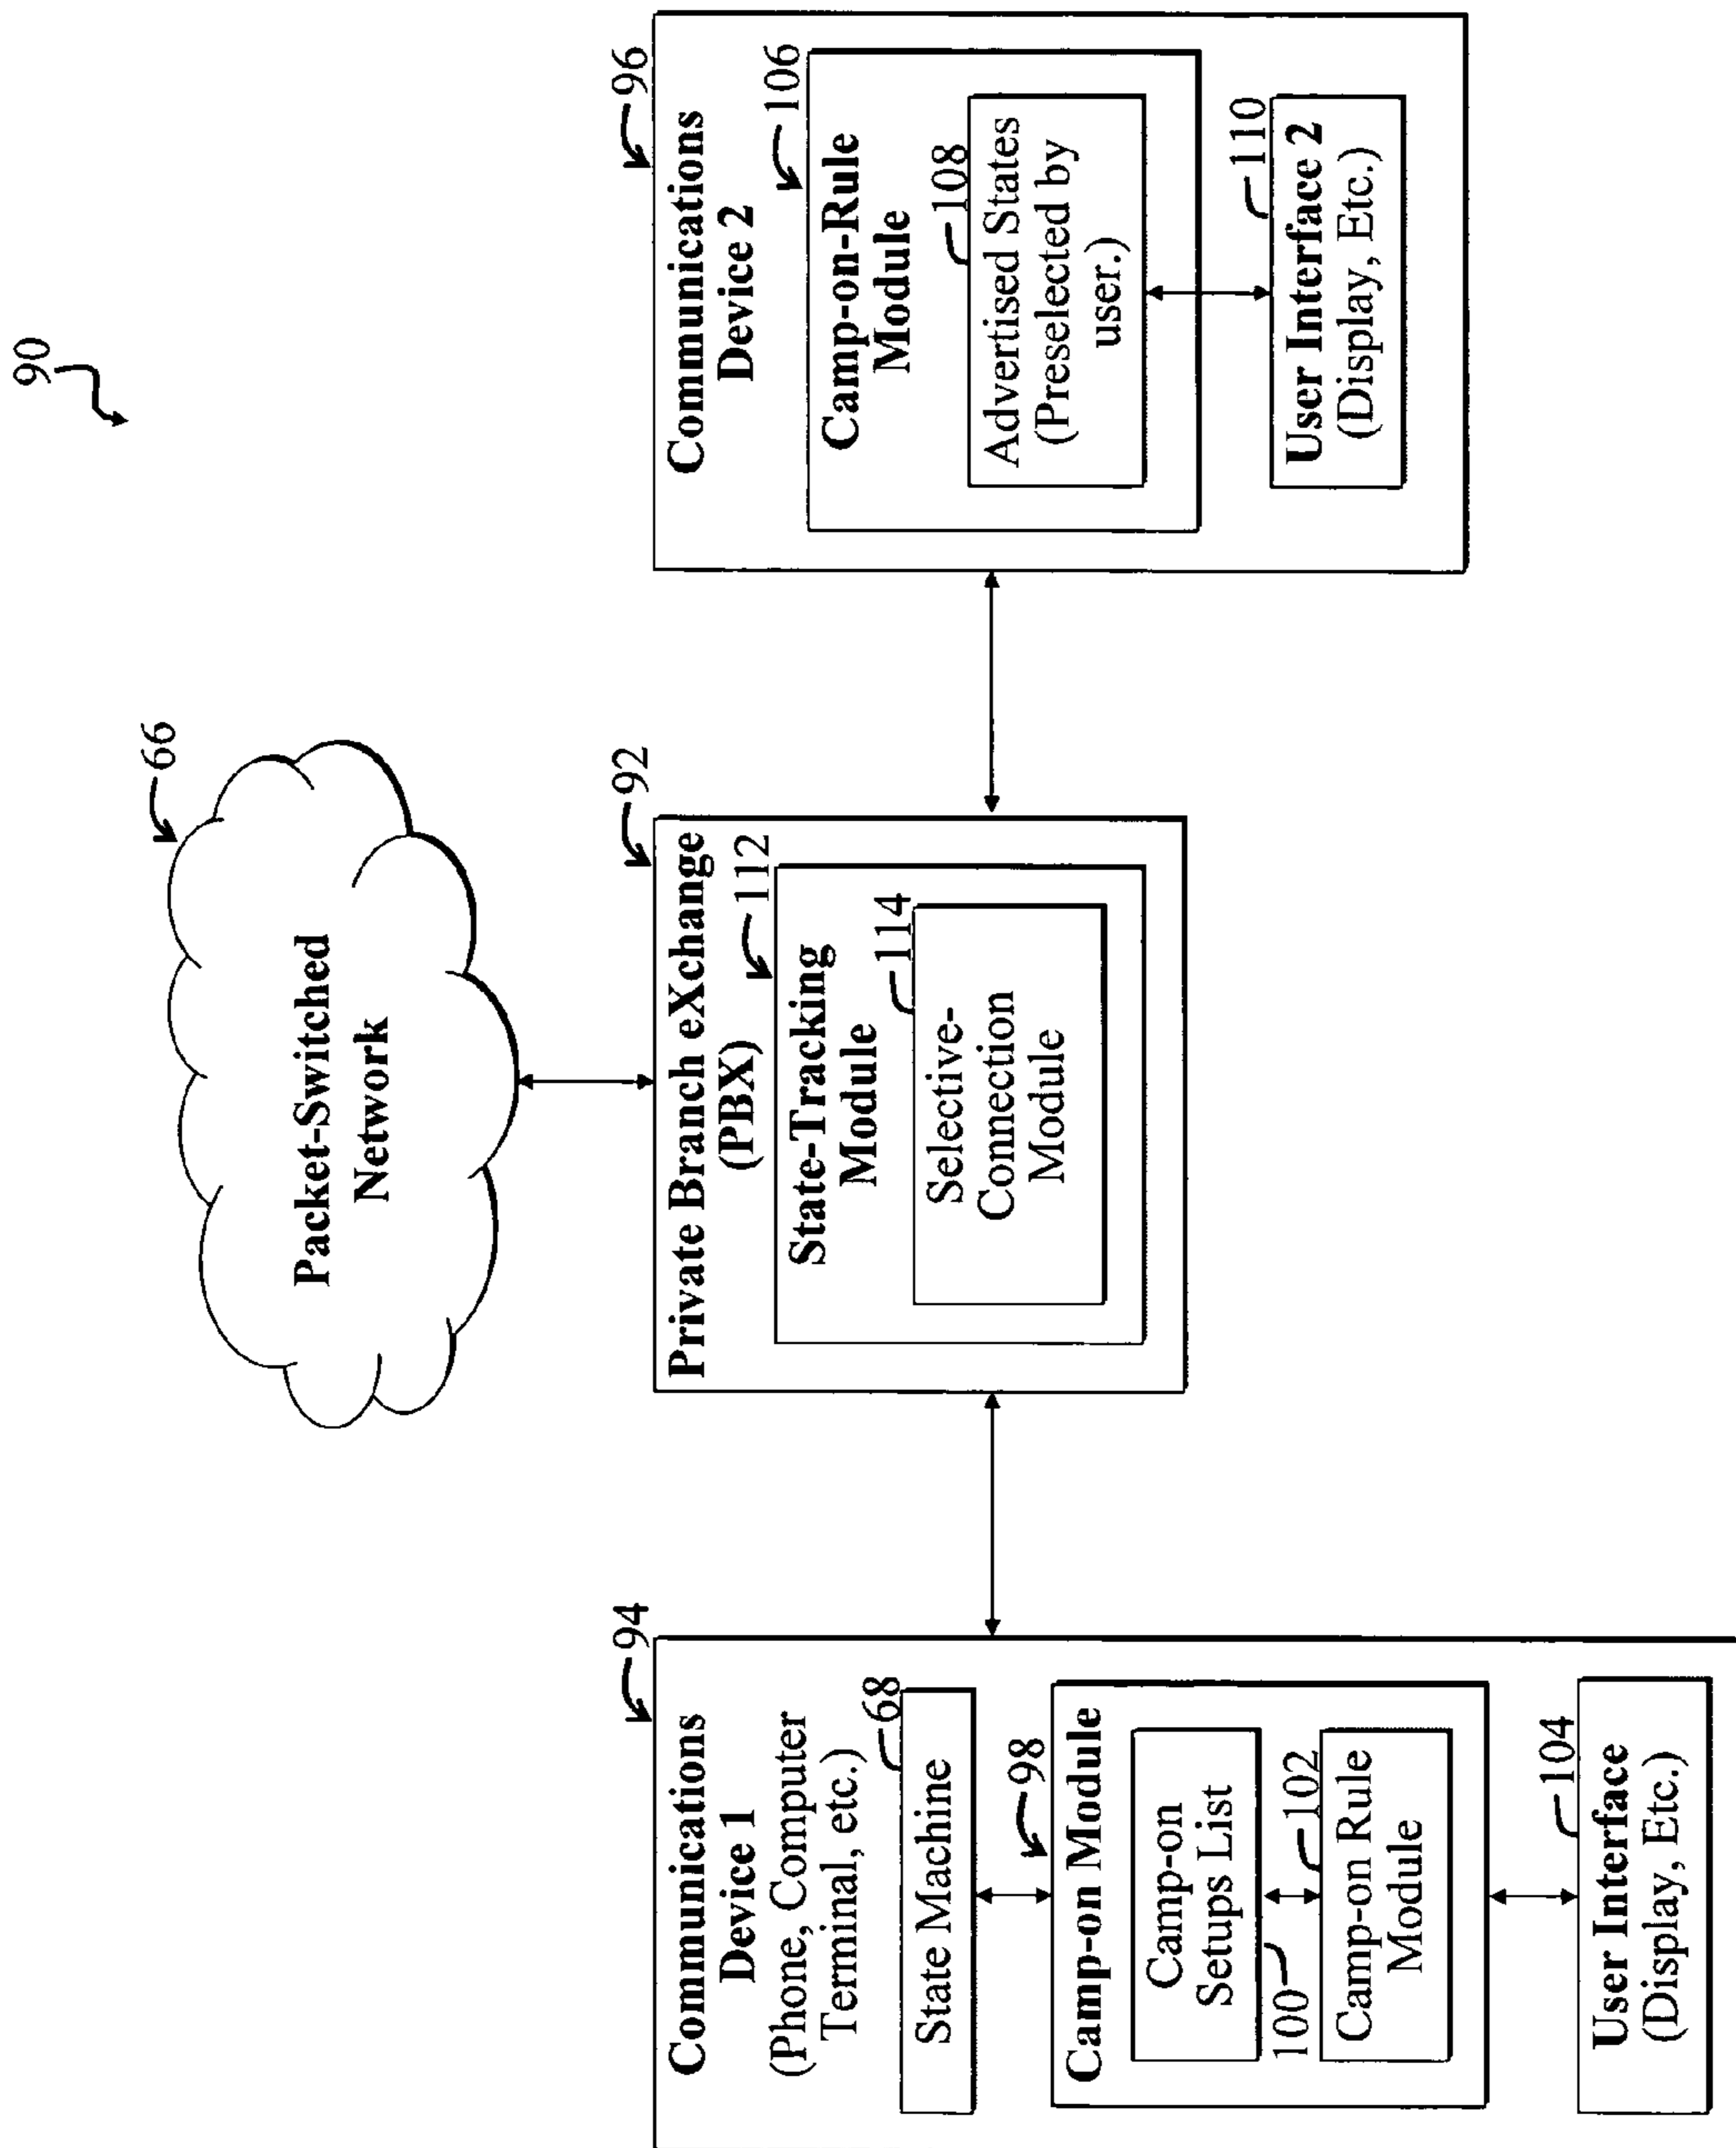 90
66
Packet-Switched
Network
94
Communications
Device 1
(Phone, Computer
Terminal, etc.)
68
State Machine
98
Camp-on Module
Camp-on
Setups List
100
102
Camp-on Rule
Module
104
User Interface
(Display, Etc.)
92
Private Branch eXchange
(PBX)
112
State-Tracking
Module
114
Selective-
Connection
Module
96
Communications
Device 2
106
Camp-on-Rule
Module
108
Advertised States
(Preselected by
user.)
110
User Interface 2
(Display, Etc.)